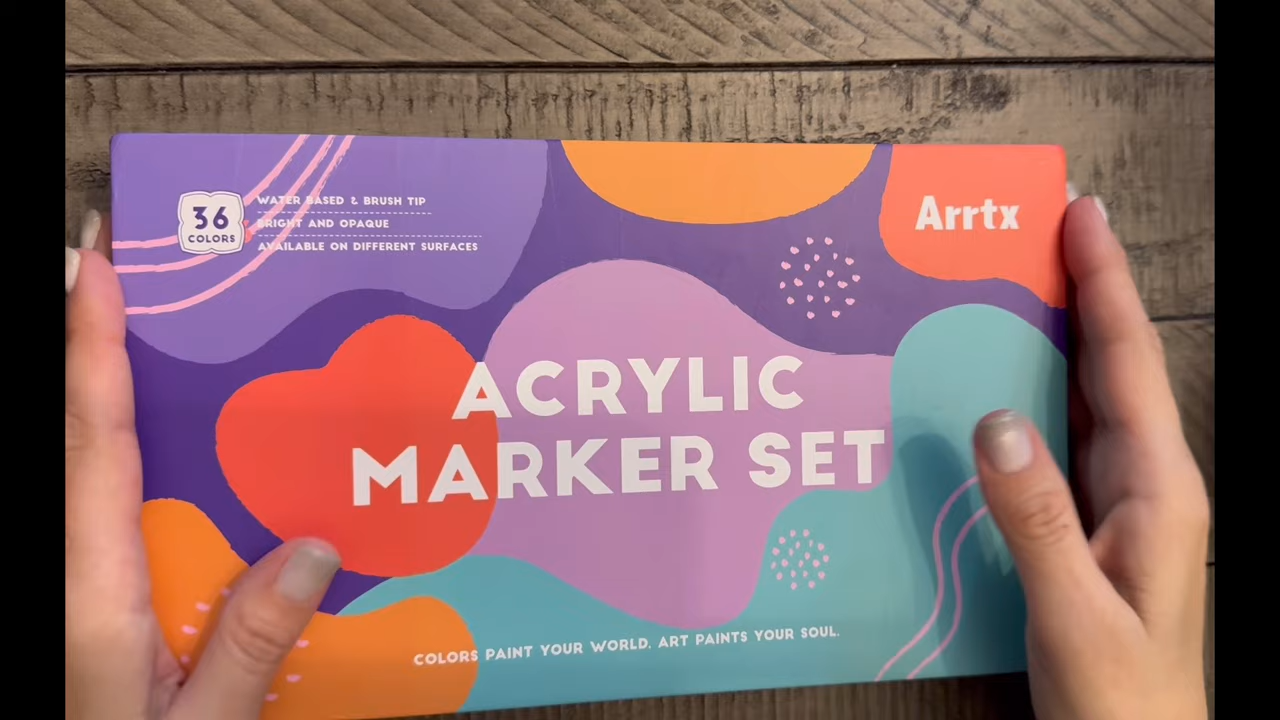 36
COLORS
WATER BASED & BRUSH TIP
BRIGHT AND OPAQUE
AVAILABLE ON DIFFERENT SURFACES
Arrtx
ACRYLIC
MARKER SET
COLORS PAINT YOUR WORLD. ART PAINTS YOUR SOUL.